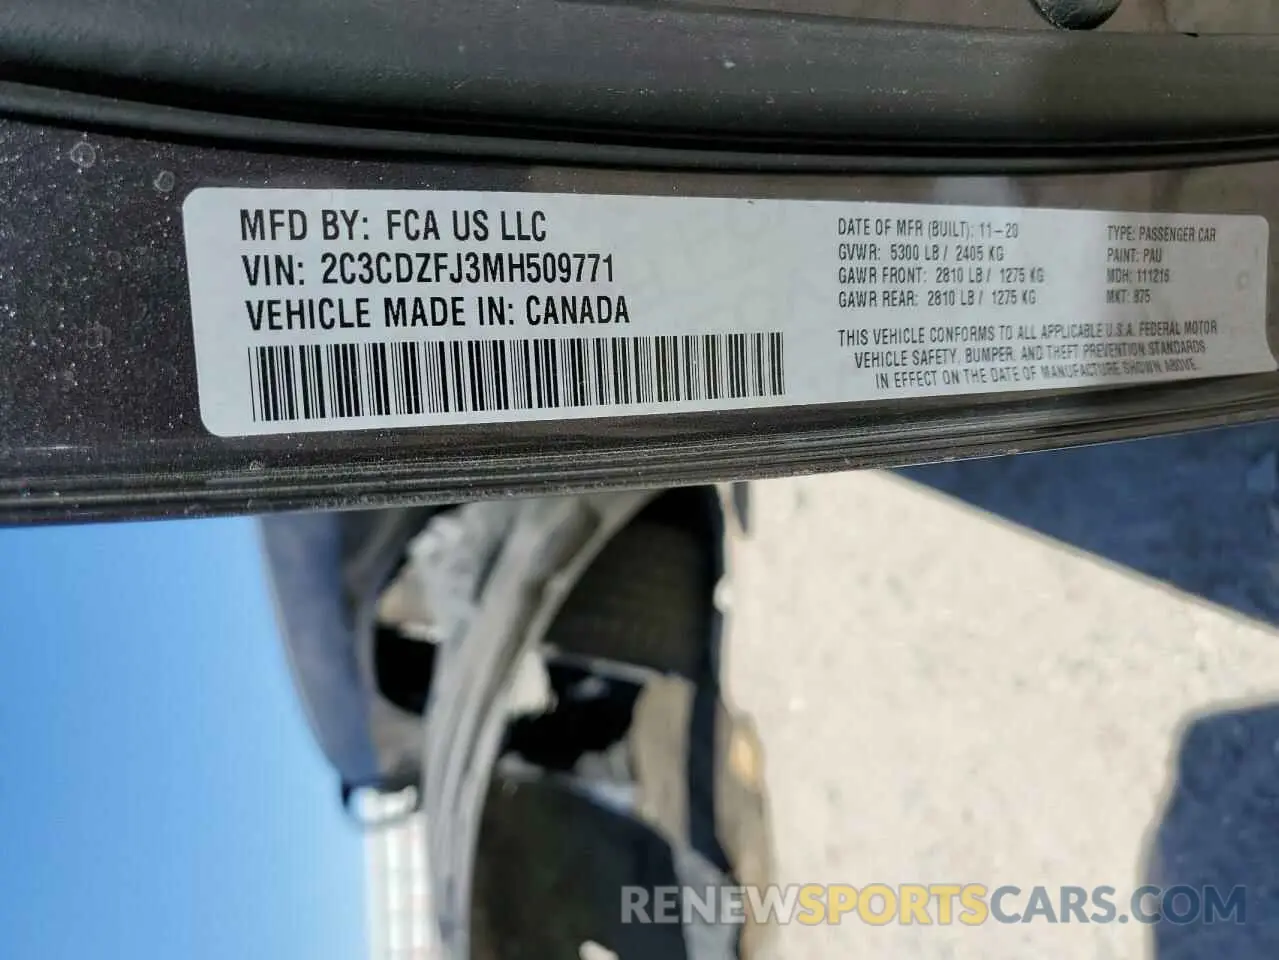 MFD BY: FCA US LLC
VIN: 2C3CDZFJ3MH509771
VEHICLE MADE IN: CANADA
DATE OF MFR (BUILT): 11-20
GVWR: 5300 LB / 2405 KG
GAWR FRONT: 2810 LB / 1275 KG
GAWR REAR: 2810 LB / 1275 KG
TYPE: PASSENGER CAR
PAINT: PAU
MDH: 111216
MKT: 875
THIS VEHICLE CONFORMS TO ALL APPLICABLE U.S.A. FEDERAL MOTOR
VEHICLE SAFETY, BUMPER, AND THEFT PREVENTION STANDARDS
IN EFFECT ON THE DATE OF MANUFACTURE SHOWN ABOVE.
RENEWSPORTSCARS.COM